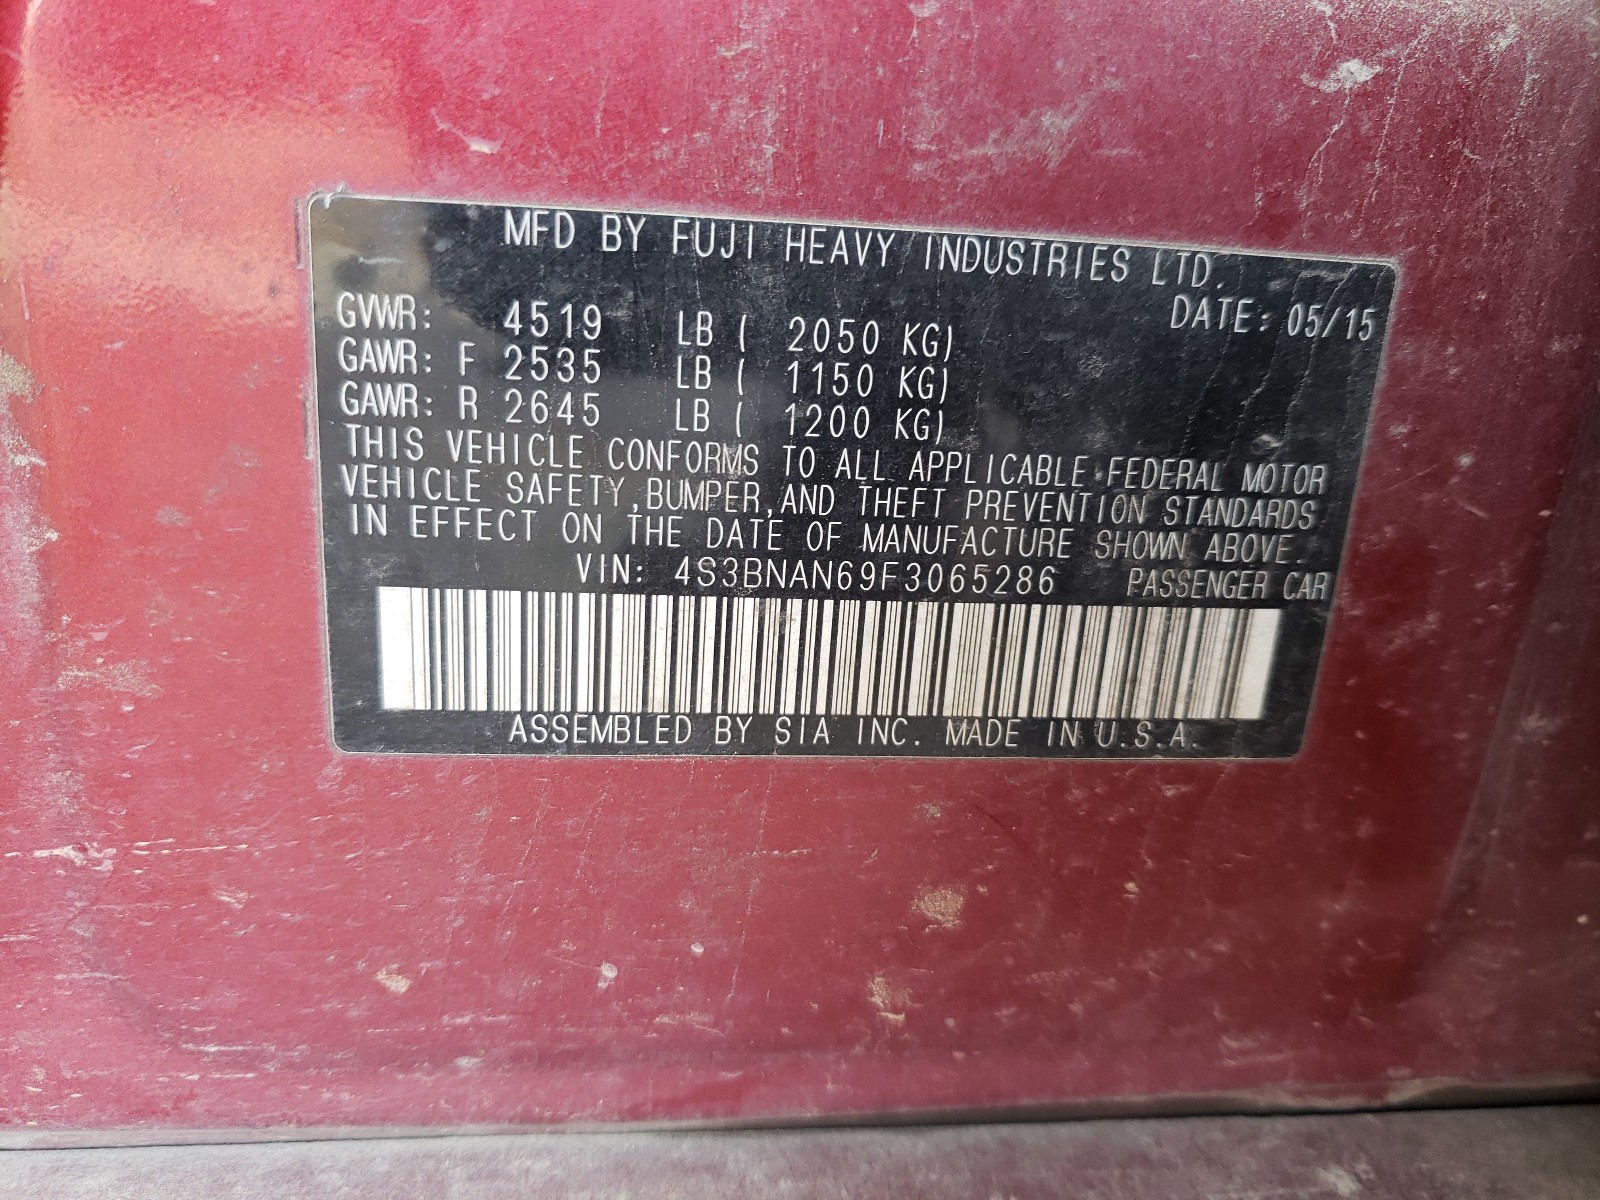 MFD BY FUJI HEAVY INDUSTRIES LTD.
DATE: 05/15
GVWR: 4519 LB ( 2050 KG)
GAWR: F 2535 LB ( 1150 KG)
GAWR: R 2645 LB ( 1200 KG)
THIS VEHICLE CONFORMS TO ALL APPLICABLE FEDERAL MOTOR
VEHICLE SAFETY,BUMPER,AND THEFT PREVENTION STANDARDS
IN EFFECT ON THE DATE OF MANUFACTURE SHOWN ABOVE.
VIN: 4S3BNAN69F3065286 PASSENGER CAR
ASSEMBLED BY SIA INC. MADE IN U.S.A.